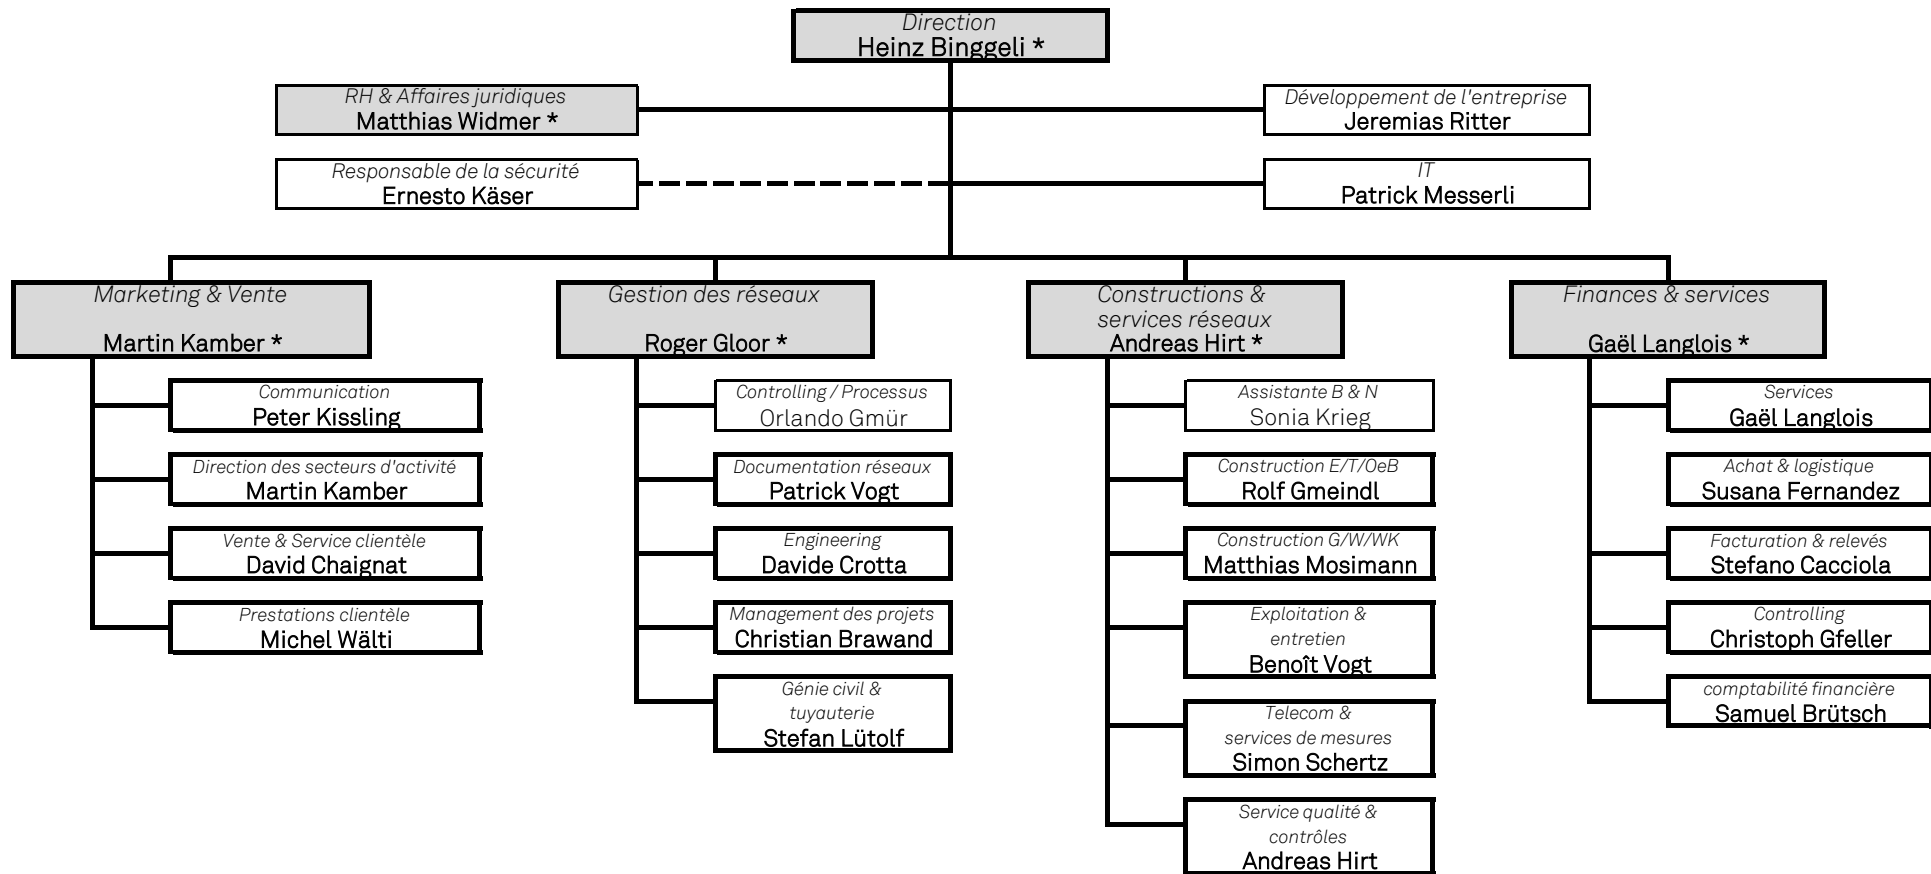 Direction
Heinz Binggeli *
RH & Affaires juridiques
Matthias Widmer *
Développement de l'entreprise
Jeremias Ritter
Responsable de la sécurité
Ernesto Käser
IT
Patrick Messerli
Marketing & Vente
Martin Kamber *
Gestion des réseaux
Roger Gloor *
Constructions &
services réseaux
Andreas Hirt *
Finances & services
Gaël Langlois *
Communication
Peter Kissling
Direction des secteurs d'activité
Martin Kamber
Vente & Service clientèle
David Chaignat
Prestations clientèle
Michel Wälti
Controlling / Processus
Orlando Gmür
Documentation réseaux
Patrick Vogt
Engineering
Davide Crotta
Management des projets
Christian Brawand
Génie civil &
tuyauterie
Stefan Lütolf
Assistante B & N
Sonia Krieg
Construction E/T/OeB
Rolf Gmeindl
Construction G/W/WK
Matthias Mosimann
Exploitation &
entretien
Benoît Vogt
Telecom &
services de mesures
Simon Schertz
Service qualité &
contrôles
Andreas Hirt
Services
Gaël Langlois
Achat & logistique
Susana Fernandez
Facturation & relevés
Stefano Cacciola
Controlling
Christoph Gfeller
comptabilité financière
Samuel Brütsch